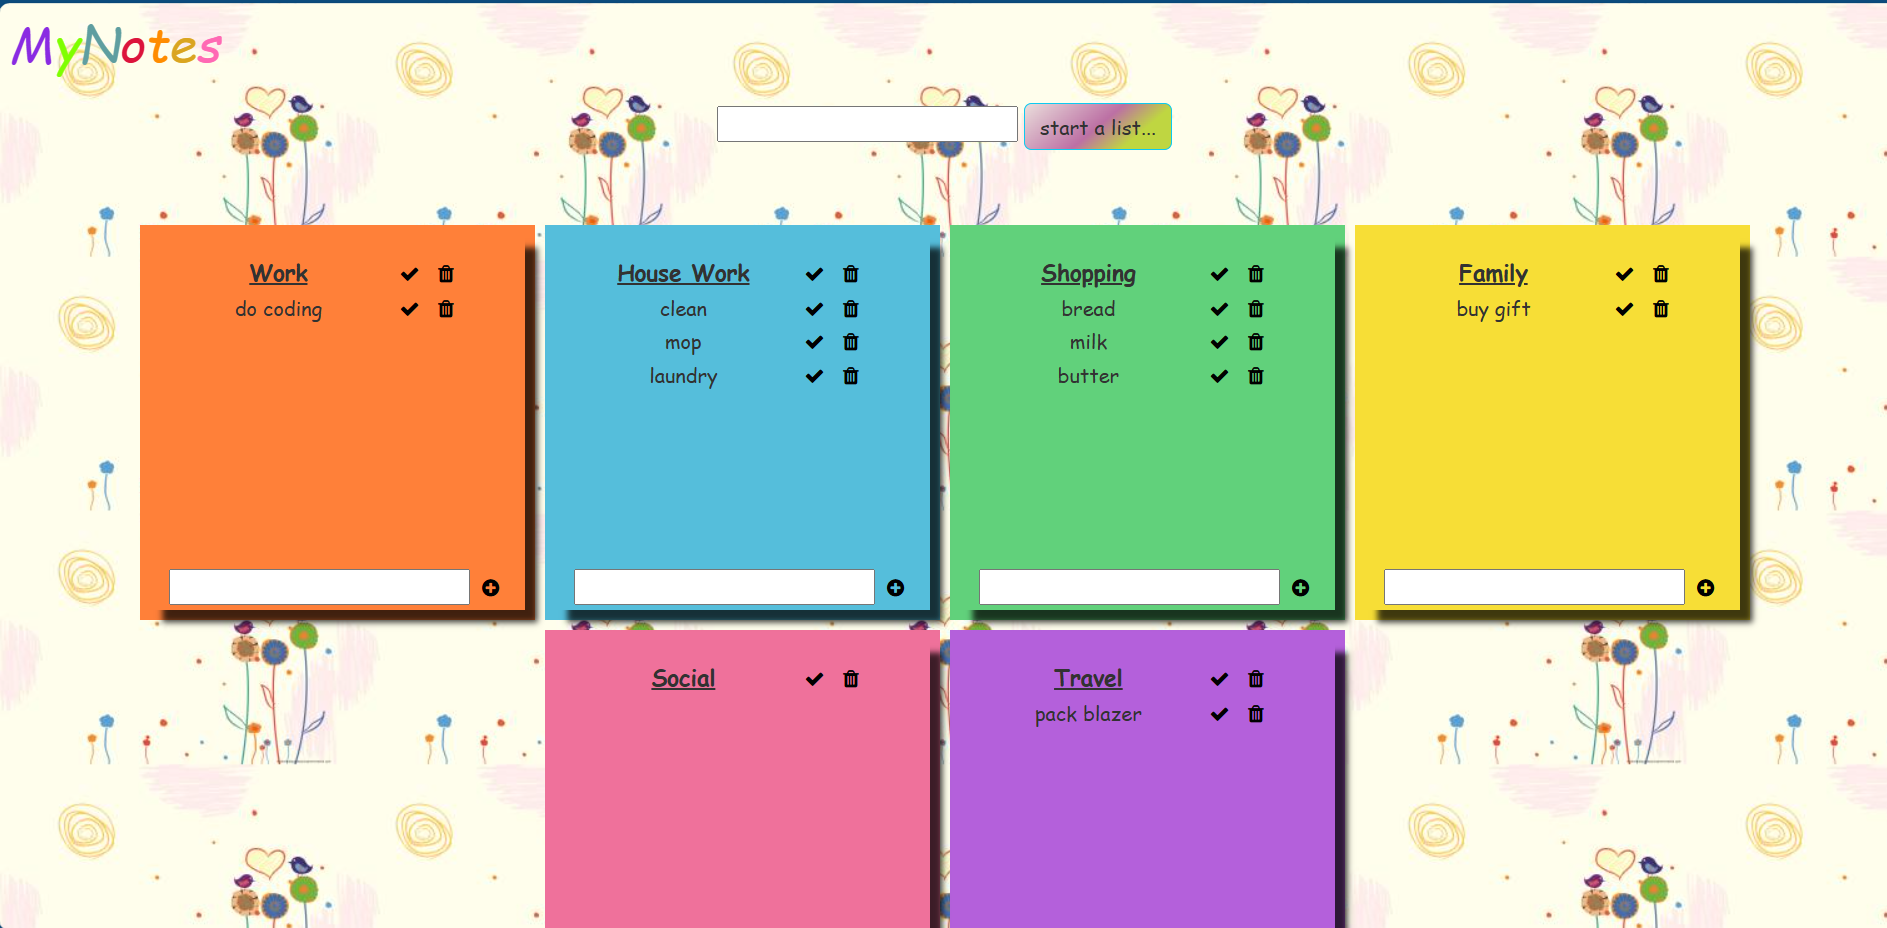 MyNotes
start a list...
Work
do coding
House Work
clean
mop
laundry
Shopping
bread
milk
butter
Family
buy gift
Social
Travel
pack blazer